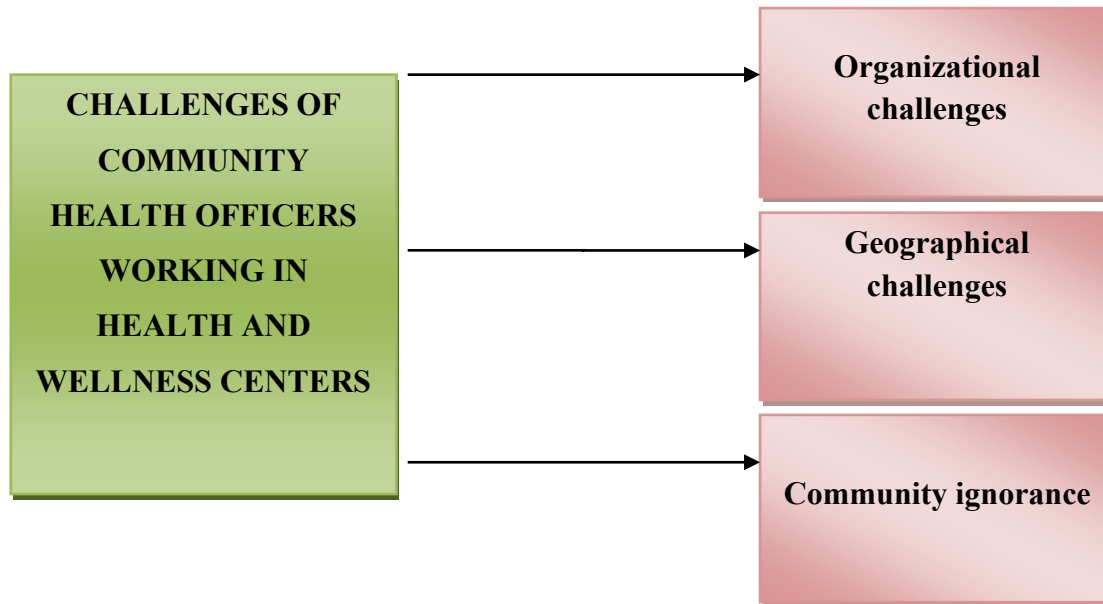 CHALLENGES OF
COMMUNITY
HEALTH OFFICERS
WORKING IN
HEALTH AND
WELLNESS CENTERS
Organizational
challenges
Geographical
challenges
Community ignorance